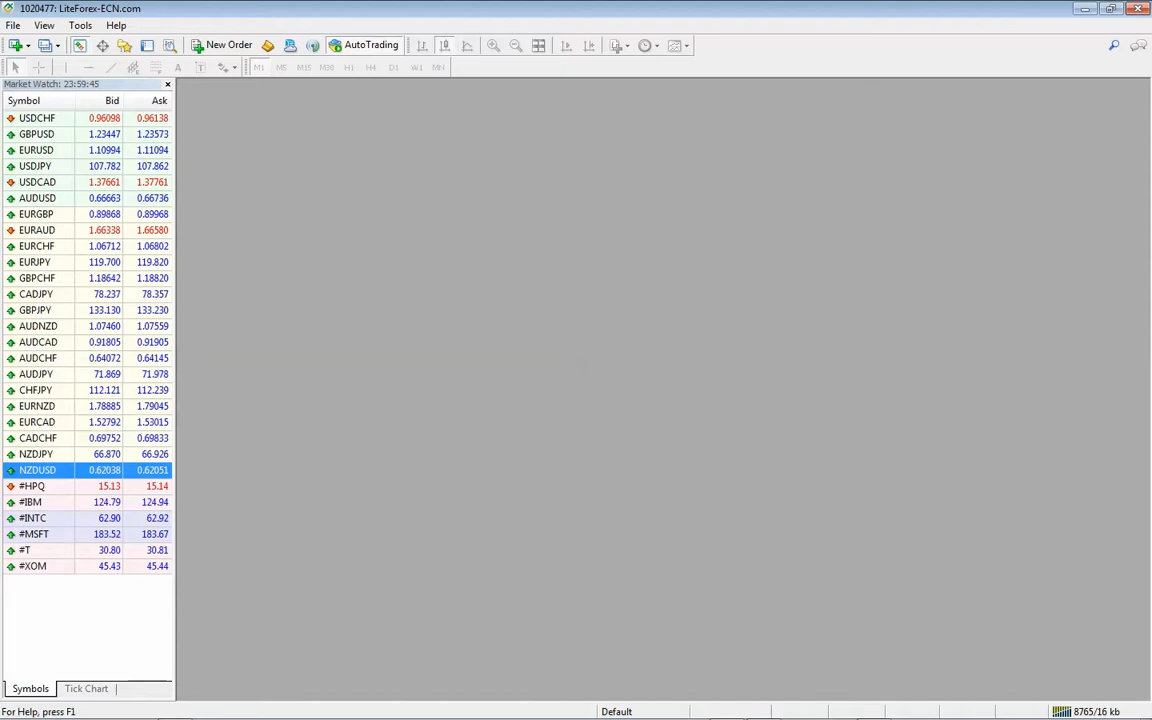 1020477: LiteForex-ECN.com
File View Tools Help
New Order AutoTrading
A T M1 M5 M15 M30 H1 H4 D1 W1 MN
Market Watch: 23:59:45
Symbol Bid Ask
USDCHF 0.96098 0.96138
GBPUSD 1.23447 1.23573
EURUSD 1.10994 1.11094
USDJPY 107.782 107.862
USDCAD 1.37661 1.37761
AUDUSD 0.66663 0.66736
EURGBP 0.89868 0.89968
EURAUD 1.66338 1.66580
EURCHF 1.06712 1.06802
EURJPY 119.700 119.820
GBPCHF 1.18642 1.18820
CADJPY 78.237 78.357
GBPJPY 133.130 133.230
AUDNZD 1.07460 1.07559
AUDCAD 0.91805 0.91905
AUDCHF 0.64072 0.64145
AUDJPY 71.869 71.978
CHFJPY 112.121 112.239
EURNZD 1.78885 1.79045
EURCAD 1.52792 1.53015
CADCHF 0.69752 0.69833
NZDJPY 66.870 66.926
NZDUSD 0.62038 0.62051
#HPQ 15.13 15.14
#IBM 124.79 124.94
#INTC 62.90 62.92
#MSFT 183.52 183.67
#T 30.80 30.81
#XOM 45.43 45.44
Symbols Tick Chart
For Help, press F1 Default 8765/16 kb